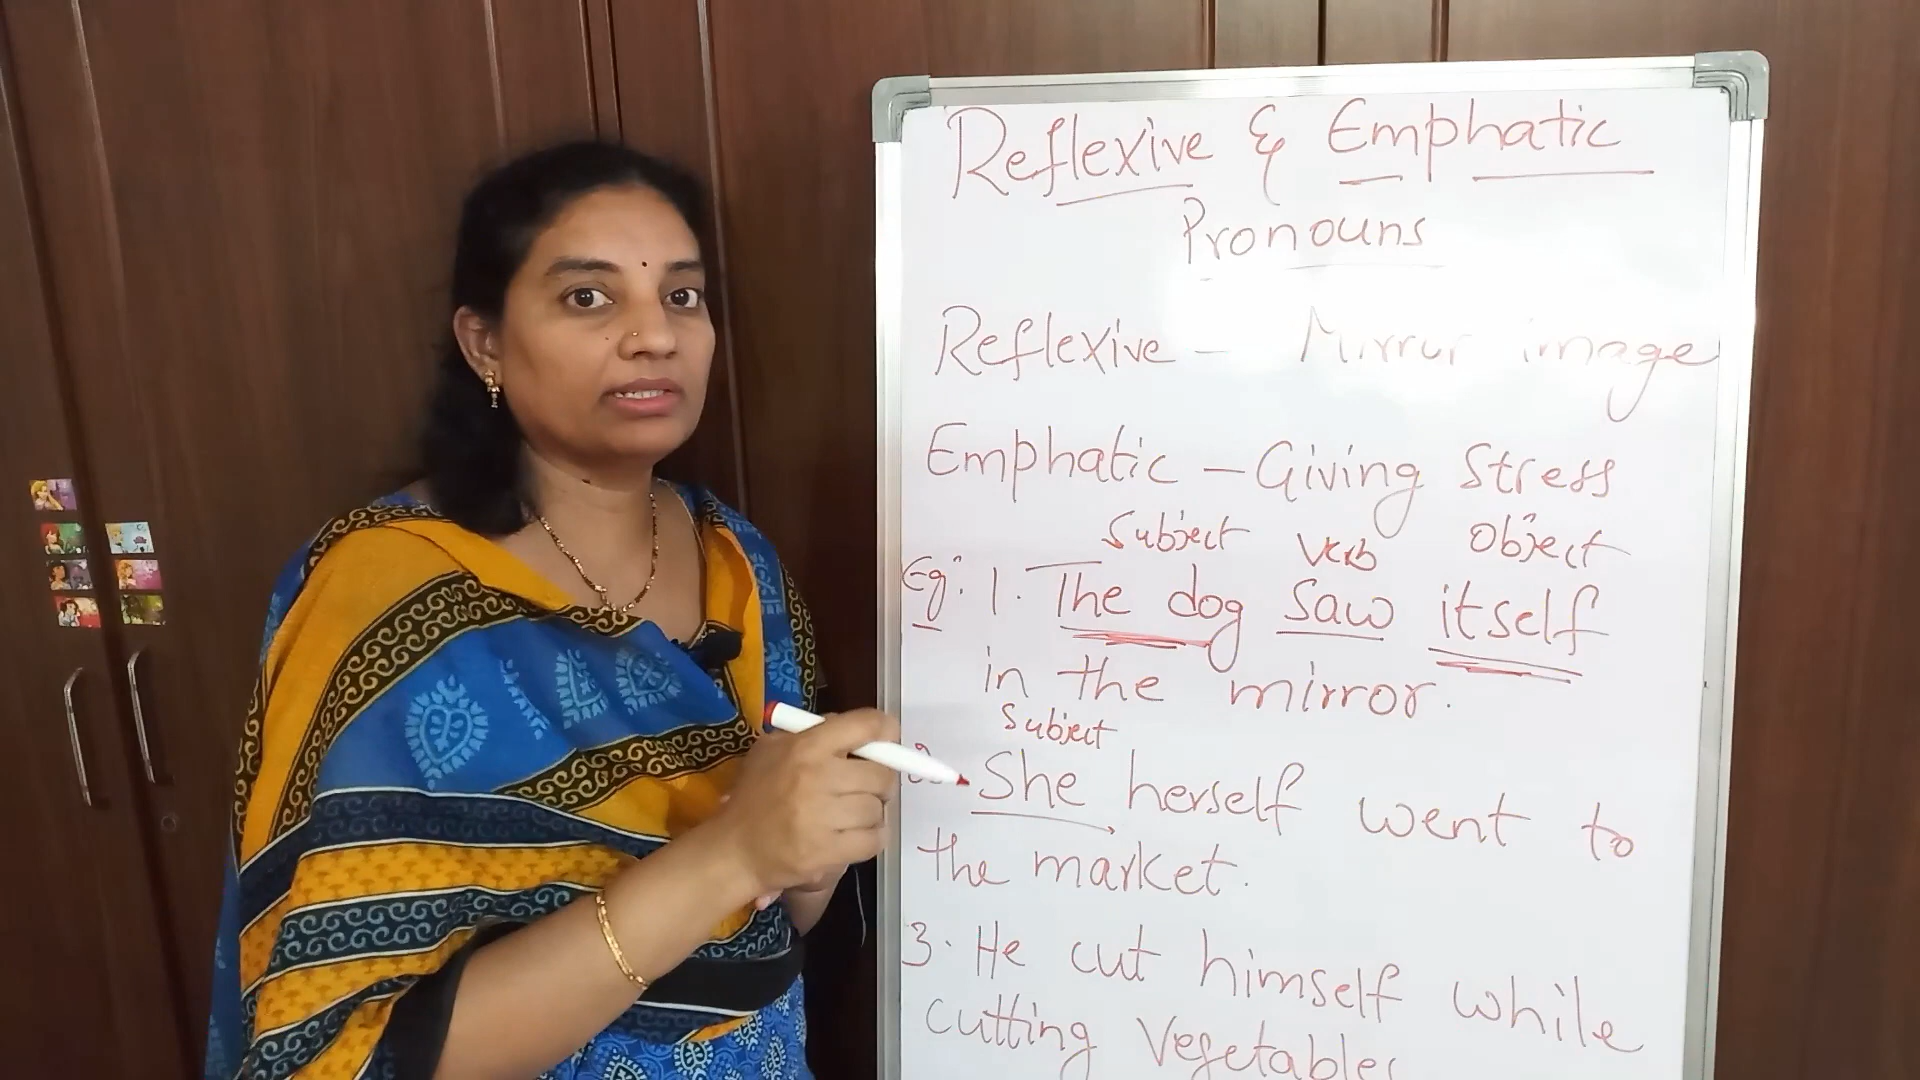 Reflexive & Emphatic
Pronouns
Reflexive - Mirror image
Emphatic - Giving Stress
Subject Verb Object
Eg: 1. The dog saw itself
in the mirror.
Subject
2. She herself went to
the market.
3. He cut himself while
cutting Vegetables